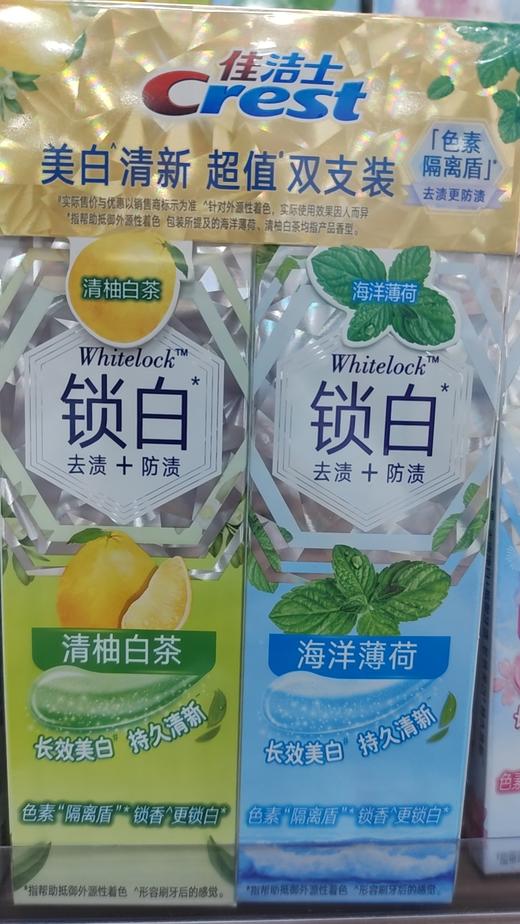 佳洁士
Crest
美白^清新 超值*双支装
「色素
隔离盾」*
去渍更防渍
*实际售价与优惠以销售商标示为准 ^针对外源性着色，实际使用效果因人而异
*指帮助抵御外源性着色 包装所提及的海洋薄荷、清柚白茶均指产品香型。
清柚白茶
Whitelock™
锁白*
去渍＋防渍
清柚白茶
长效美白# 持久清新
色素“隔离盾”* 锁香^更锁白*
*指帮助抵御外源性着色 ^形容刷牙后的感觉。
海洋薄荷
Whitelock™
锁白*
去渍＋防渍
海洋薄荷
长效美白# 持久清新#
色素“隔离盾”* 锁香^更锁白*
*指帮助抵御外源性着色 ^形容刷牙后的感觉。